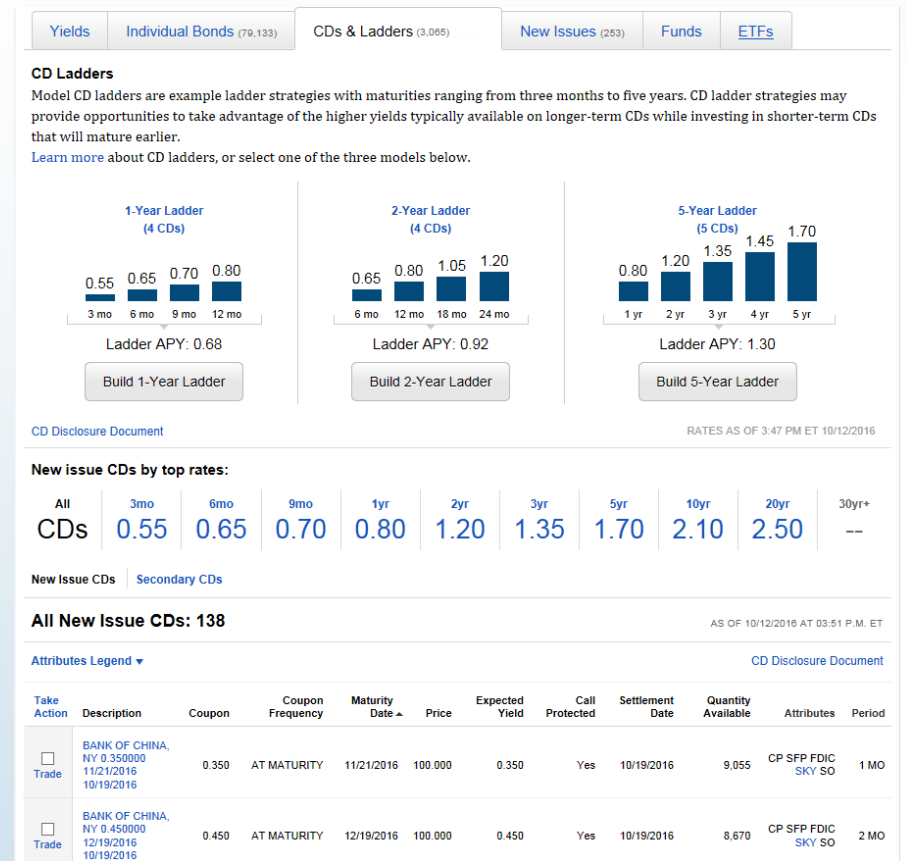 Yields Individual Bonds (79,133) CDs & Ladders (3,065) New Issues (253) Funds ETFs
CD Ladders
Model CD ladders are example ladder strategies with maturities ranging from three months to five years. CD ladder strategies may
provide opportunities to take advantage of the higher yields typically available on longer-term CDs while investing in shorter-term CDs
that will mature earlier.
Learn more about CD ladders, or select one of the three models below.
1-Year Ladder
(4 CDs)
0.55 0.65 0.70 0.80
3 mo 6 mo 9 mo 12 mo
Ladder APY: 0.68
Build 1-Year Ladder
2-Year Ladder
(4 CDs)
0.65 0.80 1.05 1.20
6 mo 12 mo 18 mo 24 mo
Ladder APY: 0.92
Build 2-Year Ladder
5-Year Ladder
(5 CDs)
0.80 1.20 1.35 1.45 1.70
1 yr 2 yr 3 yr 4 yr 5 yr
Ladder APY: 1.30
Build 5-Year Ladder
CD Disclosure Document RATES AS OF 3:47 PM ET 10/12/2016
New issue CDs by top rates:
All 3mo 6mo 9mo 1yr 2yr 3yr 5yr 10yr 20yr 30yr+
CDs 0.55 0.65 0.70 0.80 1.20 1.35 1.70 2.10 2.50 --
New Issue CDs Secondary CDs
All New Issue CDs: 138 AS OF 10/12/2016 AT 03:51 P.M. ET
Attributes Legend CD Disclosure Document
Take Coupon Maturity Expected Call Settlement Quantity
Action Description Coupon Frequency Date Price Yield Protected Date Available Attributes Period
BANK OF CHINA,
NY 0.350000
11/21/2016
10/19/2016
Trade 0.350 AT MATURITY 11/21/2016 100.000 0.350 Yes 10/19/2016 9,055 CP SFP FDIC SKY SO 1 MO
BANK OF CHINA,
NY 0.450000
12/19/2016
10/19/2016
Trade 0.450 AT MATURITY 12/19/2016 100.000 0.450 Yes 10/19/2016 8,670 CP SFP FDIC SKY SO 2 MO